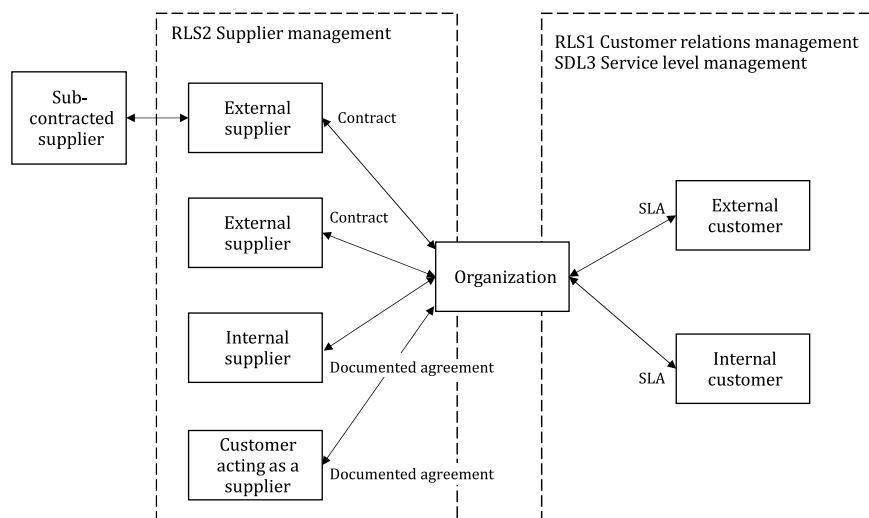 RLS2 Supplier management
RLS1 Customer relations management
SDL3 Service level management
Sub-
contracted
supplier
External
supplier
Contract
External
supplier
Contract
Organization
SLA
External
customer
Internal
supplier
Documented agreement
SLA
Internal
customer
Customer
acting as a
supplier
Documented agreement